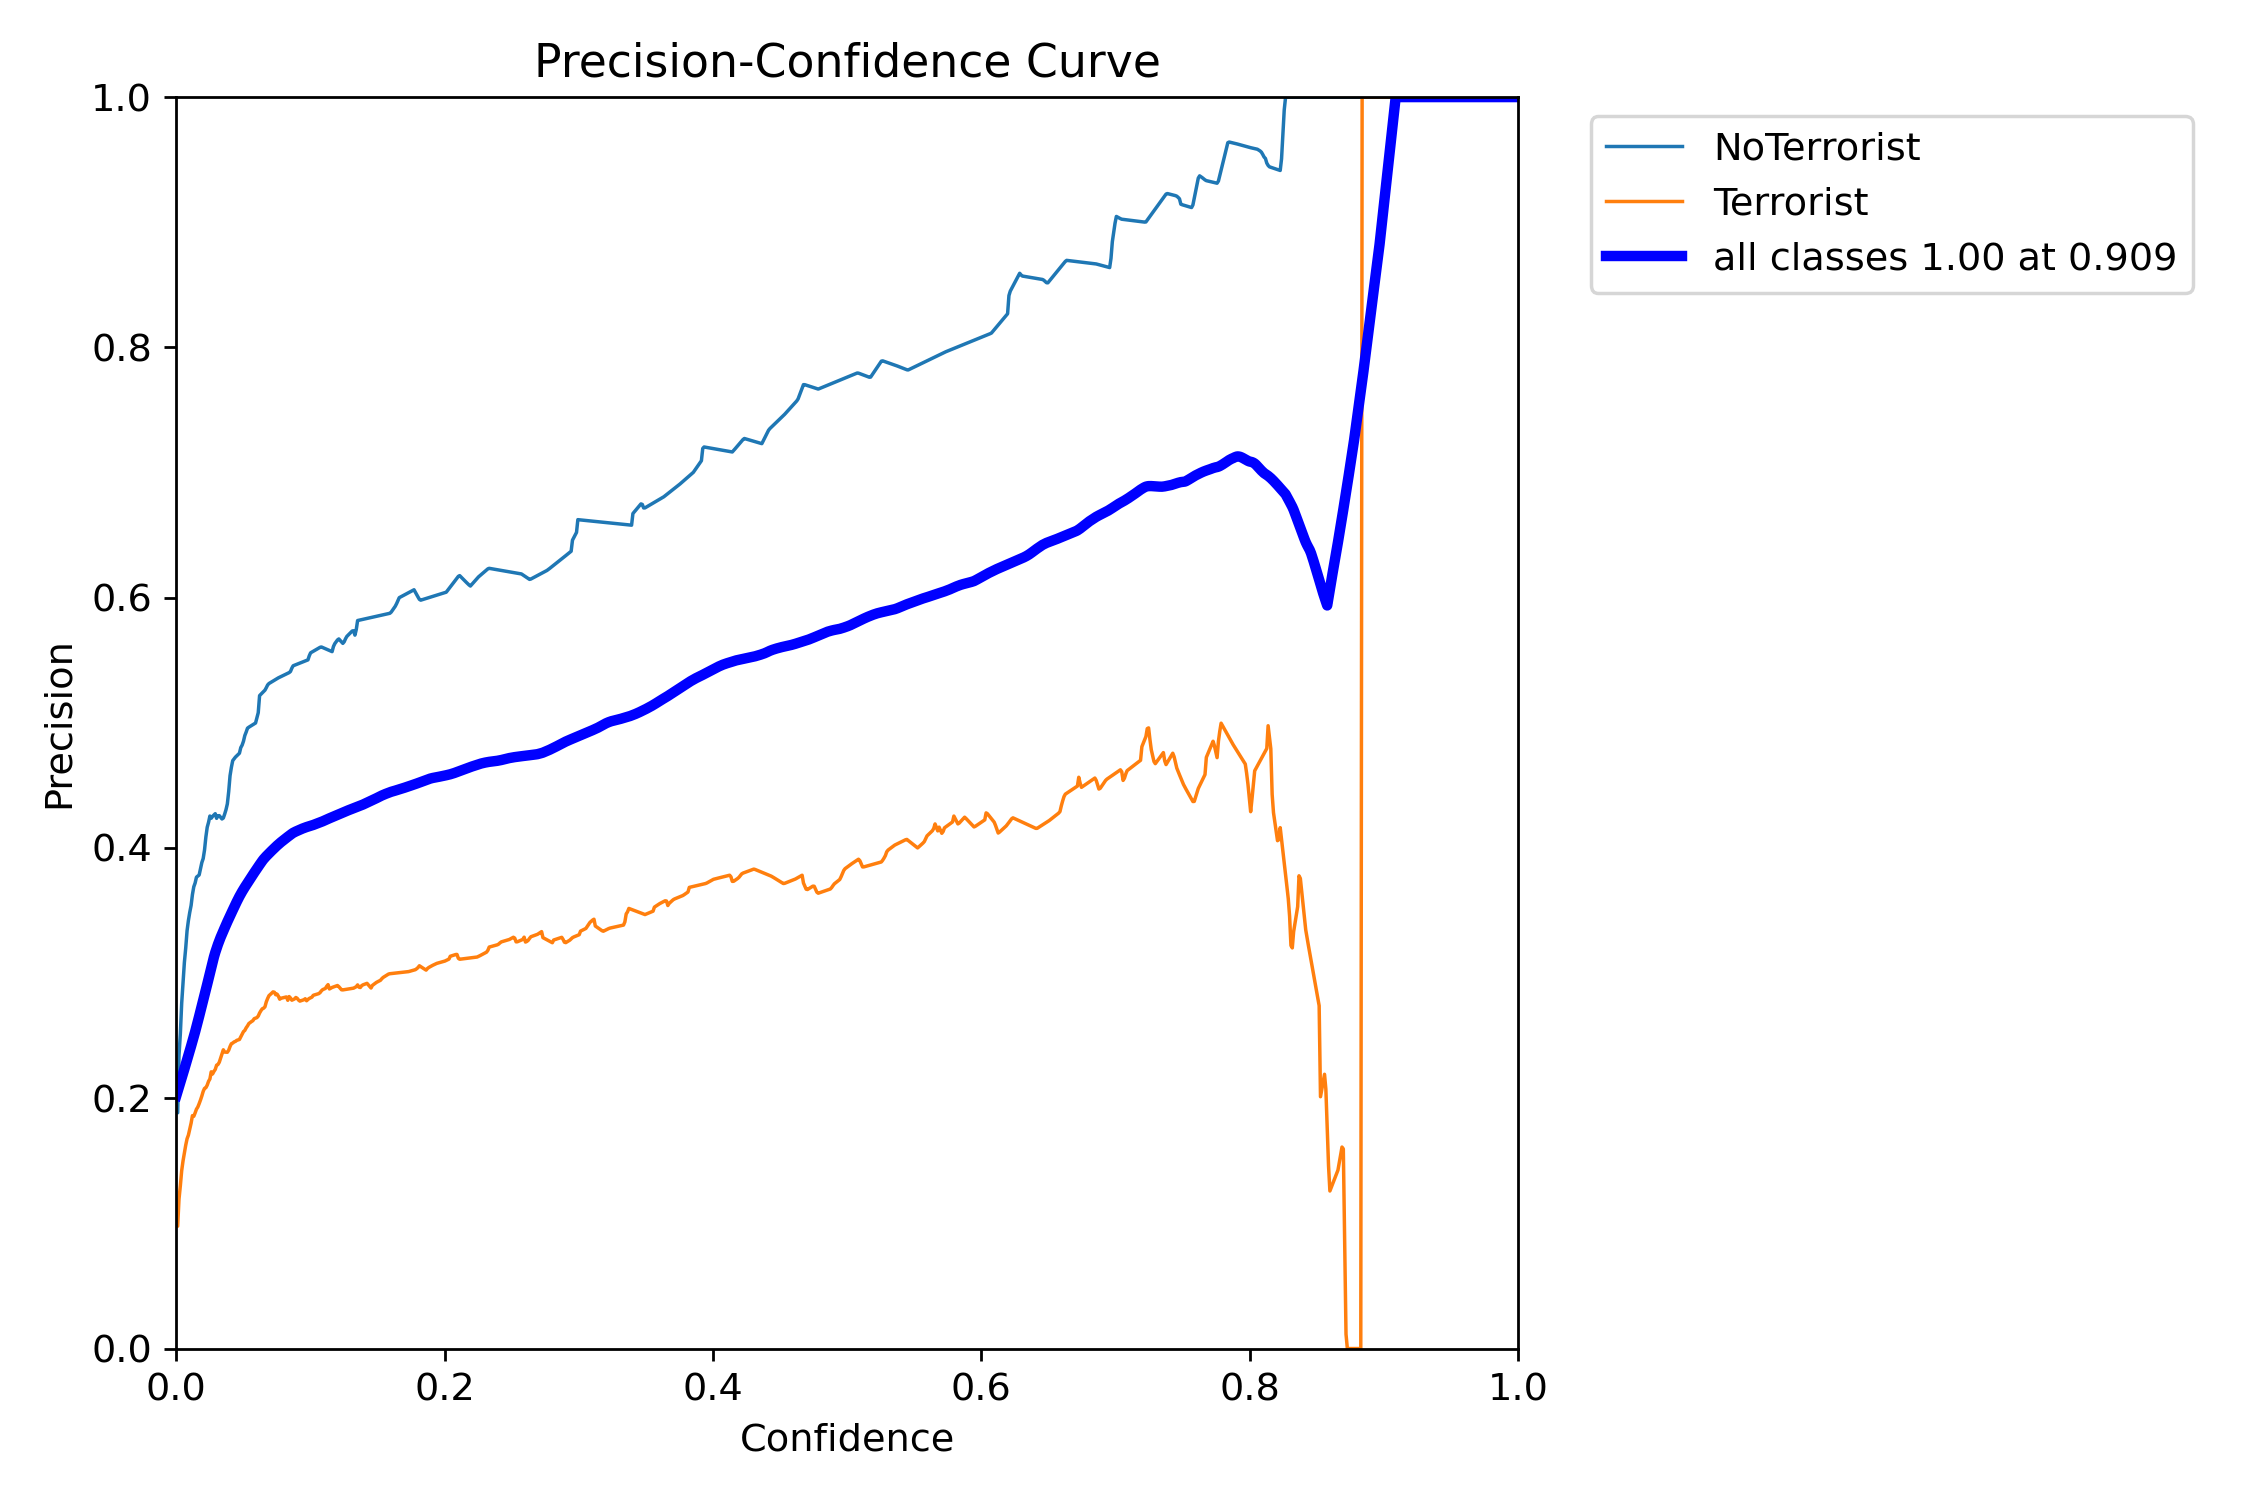 Precision-Confidence Curve
1.0
0.8
0.6
0.4
0.2
0.0
Precision
0.0 0.2 0.4 0.6 0.8 1.0
Confidence
NoTerrorist
Terrorist
all classes 1.00 at 0.909